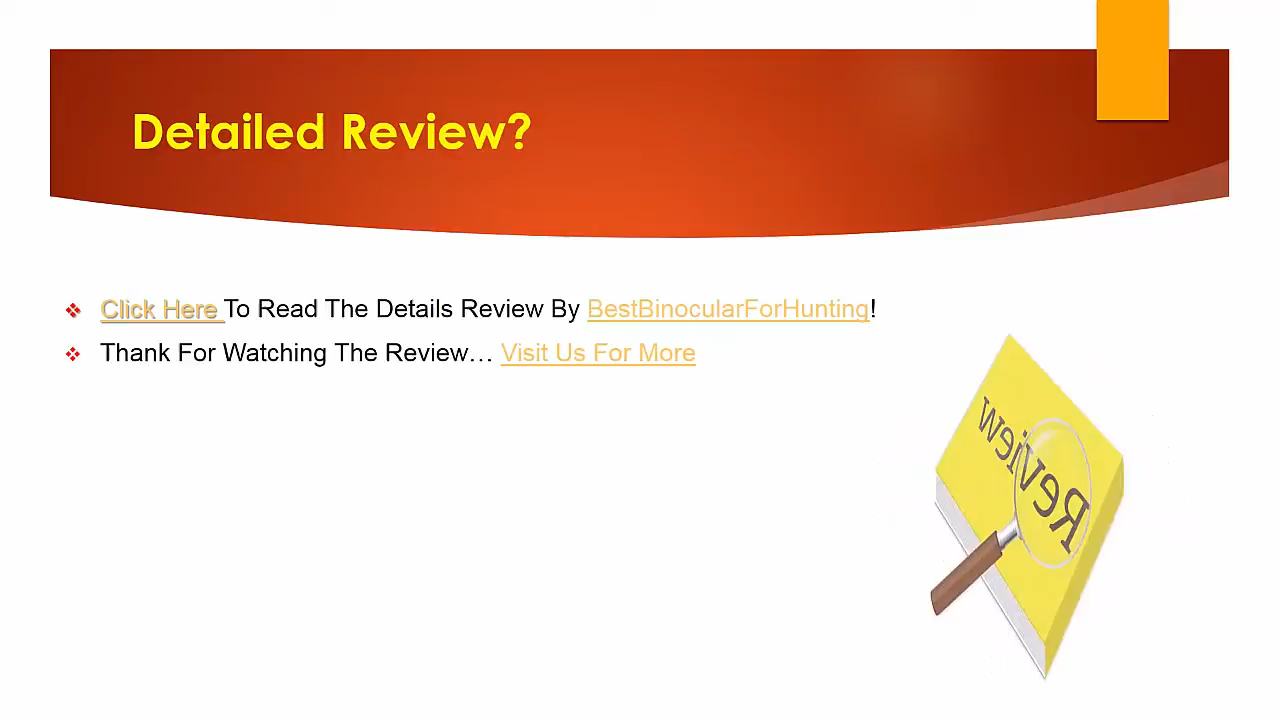 Detailed Review?
Click Here To Read The Details Review By BestBinocularForHunting!
Thank For Watching The Review… Visit Us For More
Review